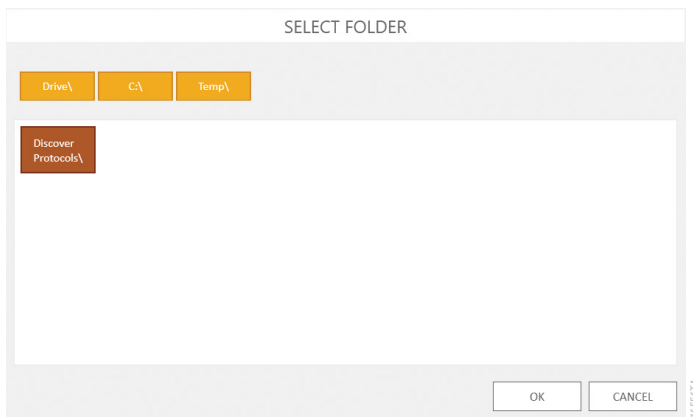 SELECT FOLDER
Drive\ C:\ Temp\
Discover
Protocols\
OK CANCEL